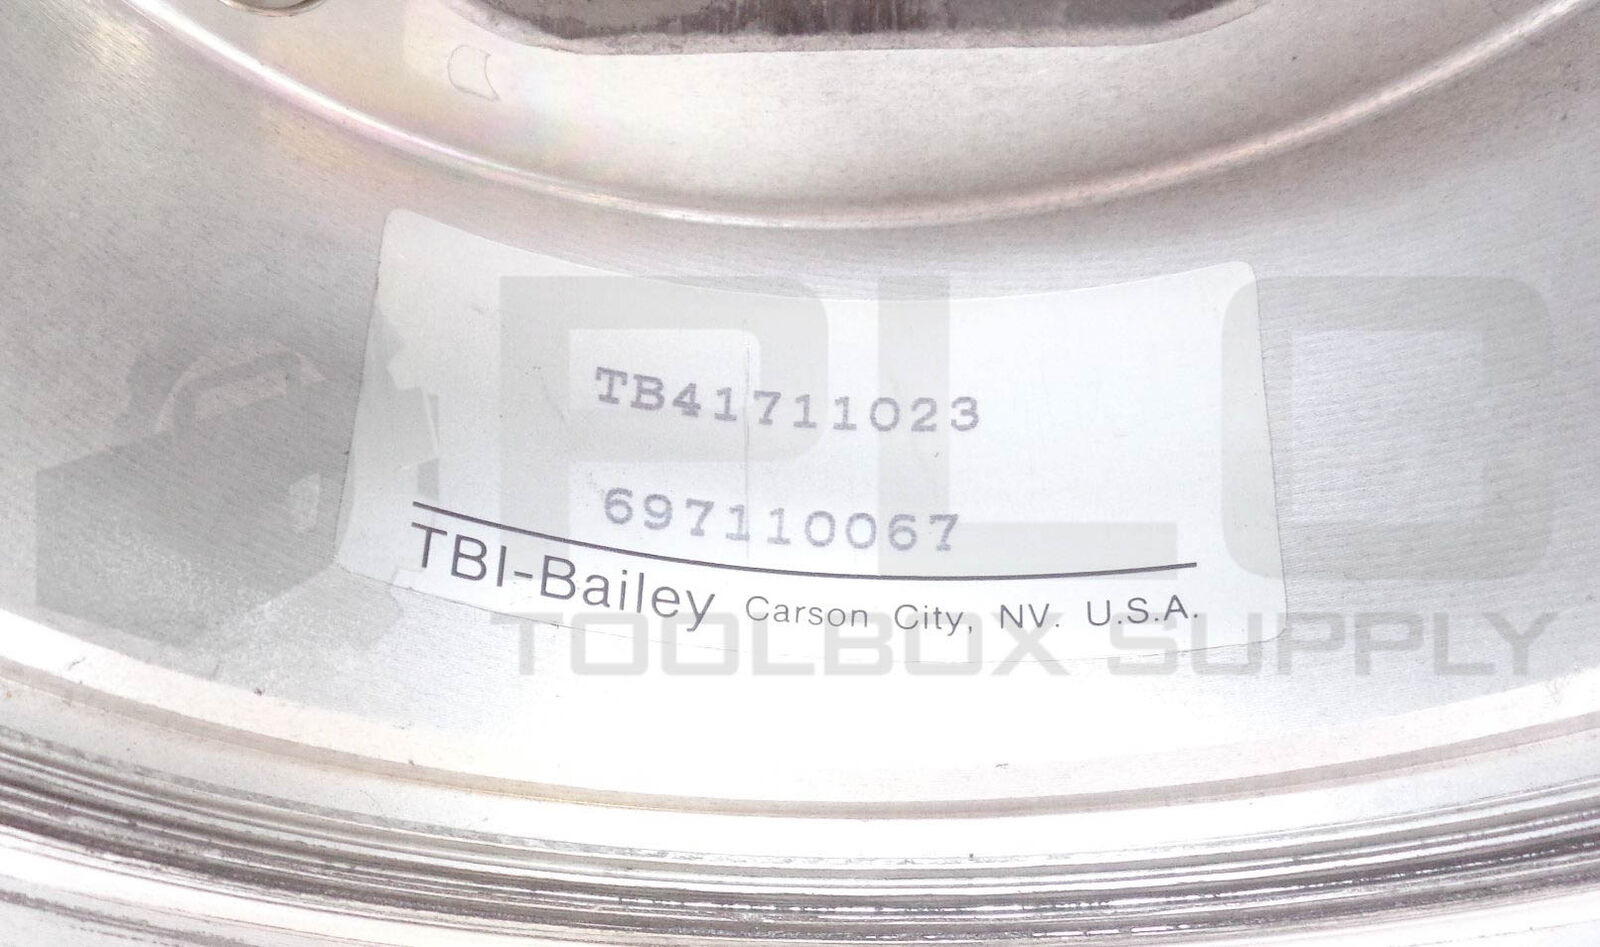 TB41711023
697110067
TBI-Bailey Carson City, NV. U.S.A.
PLC
TOOLBOX SUPPLY